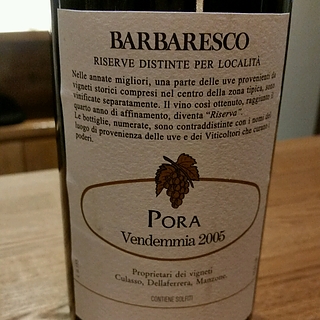 BARBARESCO
RISERVE DISTINTE PER LOCALITÀ
Nelle annate migliori, una parte delle uve provenienti da
vigneti storici compresi nel centro della zona tipica, sono
vinificate separatamente. Il vino così ottenuto, raggiunto il
quarto anno di affinamento, diventa “Riserva”.
Le bottiglie, numerate, sono contraddistinte con i nomi del
luogo di provenienza delle uve e dei Viticoltori che curano i
poderi.
PORA
Vendemmia 2005
Proprietari dei vigneti
Culasso, Dellaferrera, Manzone.
CONTIENE SOLFITI